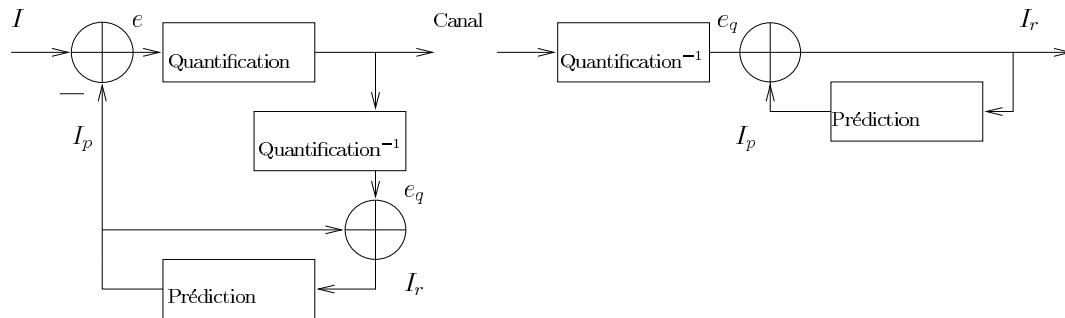 I
e
Canal
e_q
I_r
Quantification
Quantification⁻¹
—
I_p
Quantification⁻¹
I_p
Prédiction
e_q
I_r
Prédiction